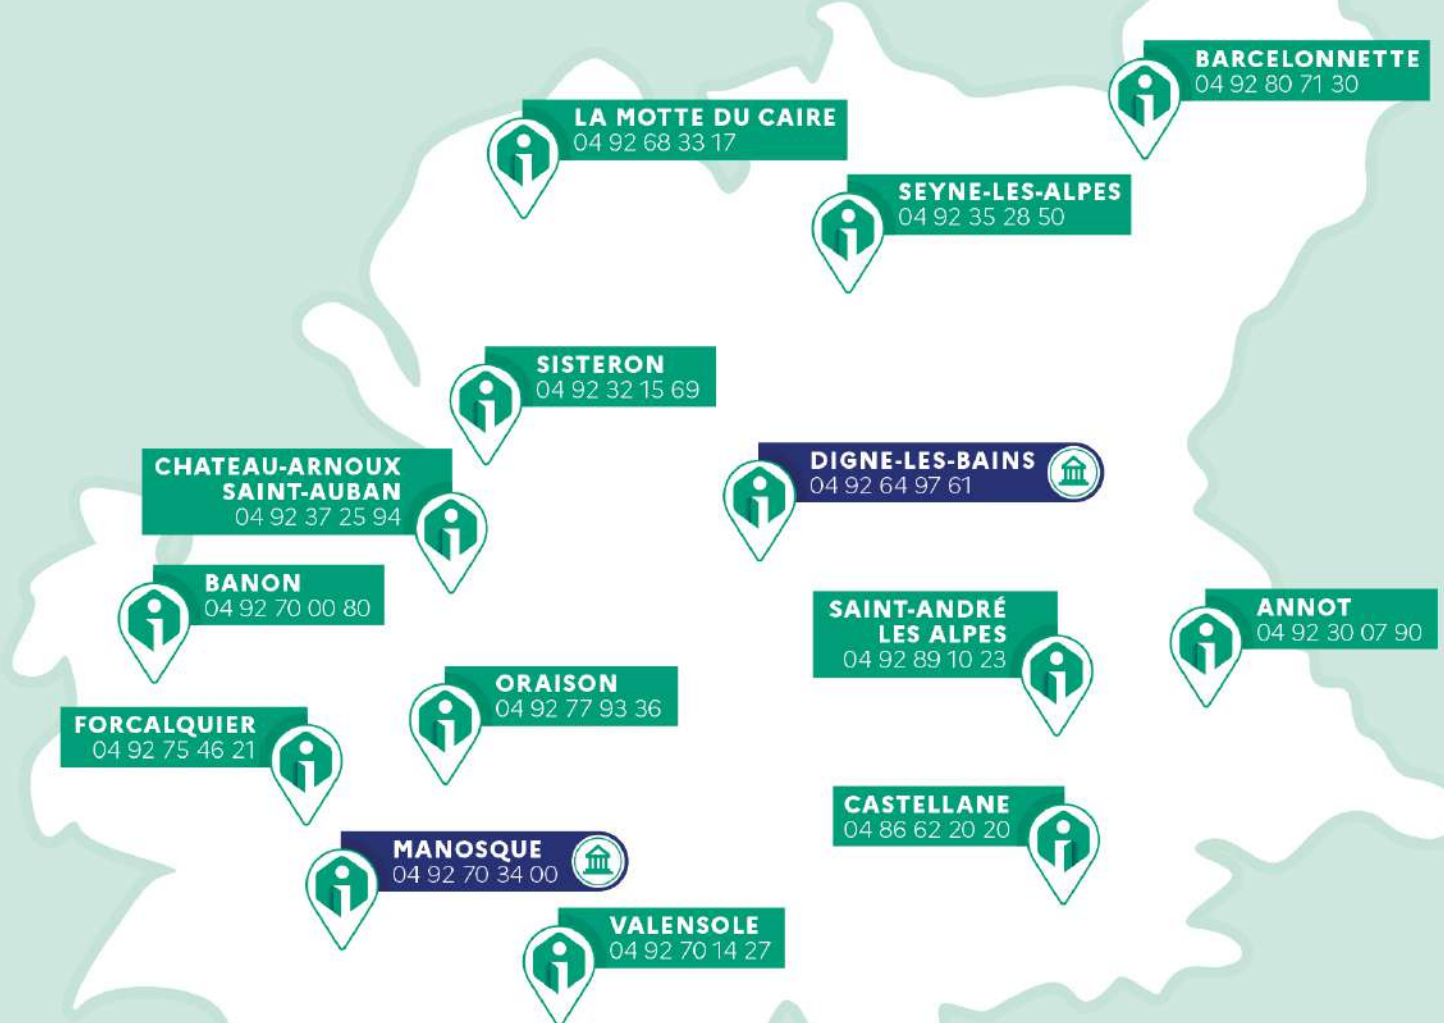 BARCELONNETTE
04 92 80 71 30
LA MOTTE DU CAIRE
04 92 68 33 17
SEYNE-LES-ALPES
04 92 35 28 50
SISTERON
04 92 32 15 69
CHATEAU-ARNOUX
SAINT-AUBAN
04 92 37 25 94
DIGNE-LES-BAINS
04 92 64 97 61
BANON
04 92 70 00 80
SAINT-ANDRÉ
LES ALPES
04 92 89 10 23
ANNOT
04 92 30 07 90
ORAISON
04 92 77 93 36
FORCALQUIER
04 92 75 46 21
CASTELLANE
04 86 62 20 20
MANOSQUE
04 92 70 34 00
VALENSOLE
04 92 70 14 27